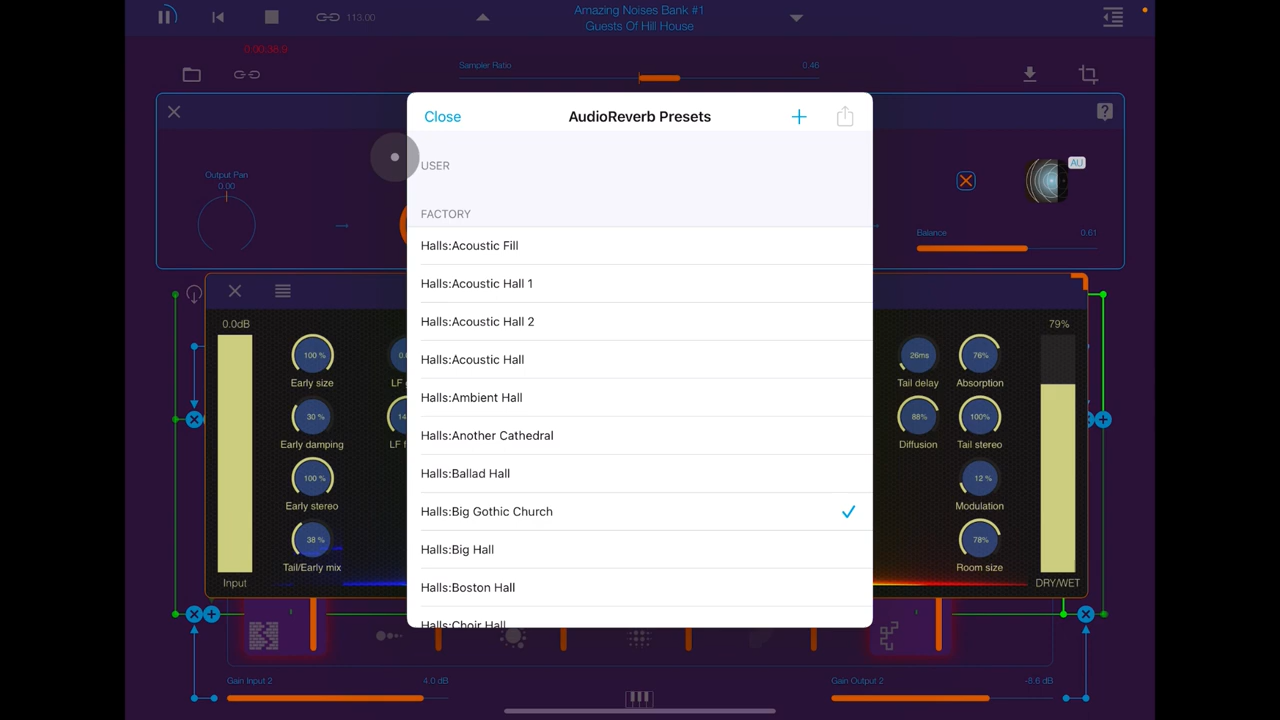 Amazing Noises Bank #1
113.00
Guests Of Hill House
0:00:38.9
Sampler Ratio
0.46
Close
AudioReverb Presets
USER
AU
Output Pan
0.00
FACTORY
Balance
0.61
Halls:Acoustic Fill
Halls:Acoustic Hall 1
Halls:Acoustic Hall 2
Halls:Acoustic Hall
Halls:Ambient Hall
Halls:Another Cathedral
Halls:Ballad Hall
Halls:Big Gothic Church
Halls:Big Hall
Halls:Boston Hall
Halls:Choir Hall
0.0dB
100 %
Early size
30 %
Early damping
100 %
Early stereo
38 %
Tail/Early mix
Input
79%
26ms
76%
Tail delay
Absorption
88%
100%
Diffusion
Tail stereo
12 %
Modulation
78%
Room size
DRY/WET
Gain Input 2
4.0 dB
Gain Output 2
-8.6 dB